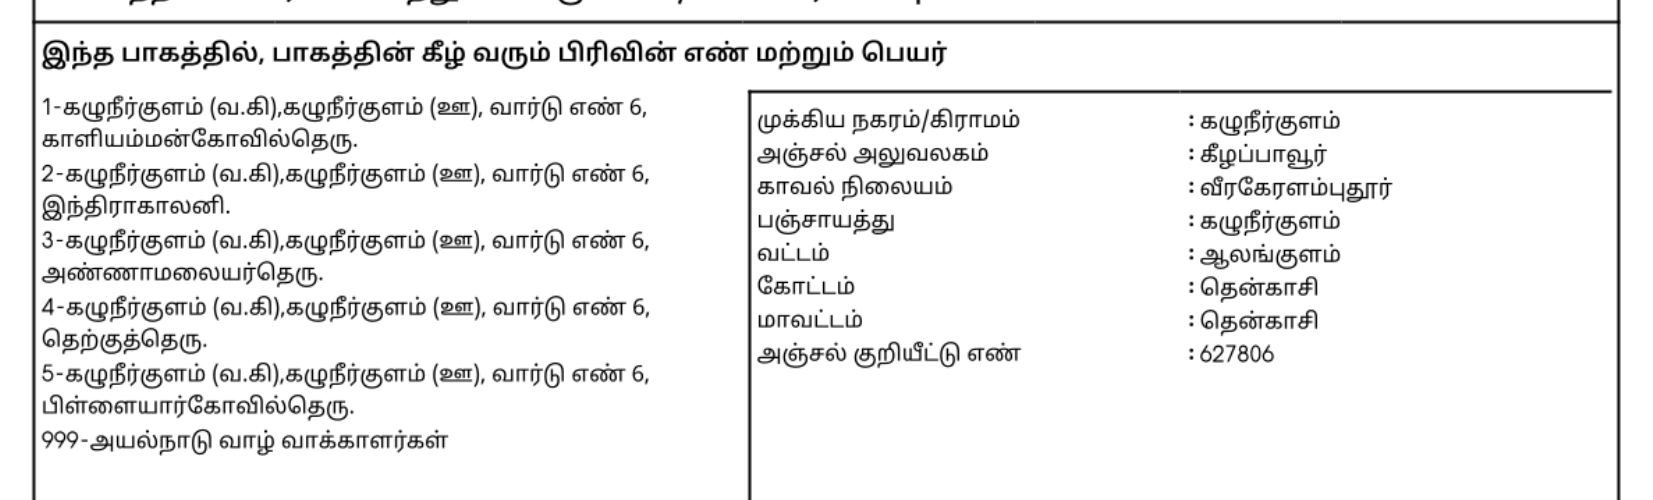 இந்த பாகத்தில், பாகத்தின் கீழ் வரும் பிரிவின் எண் மற்றும் பெயர்
1-கழுநீர்குளம் (வ.கி),கழுநீர்குளம் (ஊ), வார்டு எண் 6,
காளியம்மன்கோவில்தெரு.
2-கழுநீர்குளம் (வ.கி),கழுநீர்குளம் (ஊ), வார்டு எண் 6,
இந்திராகாலனி.
3-கழுநீர்குளம் (வ.கி),கழுநீர்குளம் (ஊ), வார்டு எண் 6,
அண்ணாமலையர்தெரு.
4-கழுநீர்குளம் (வ.கி),கழுநீர்குளம் (ஊ), வார்டு எண் 6,
தெற்குத்தெரு.
5-கழுநீர்குளம் (வ.கி),கழுநீர்குளம் (ஊ), வார்டு எண் 6,
பிள்ளையார்கோவில்தெரு.
999-அயல்நாடு வாழ் வாக்காளர்கள்
முக்கிய நகரம்/கிராமம் : கழுநீர்குளம்
அஞ்சல் அலுவலகம் : கீழப்பாவூர்
காவல் நிலையம் : வீரகேரளம்புதூர்
பஞ்சாயத்து : கழுநீர்குளம்
வட்டம் : ஆலங்குளம்
கோட்டம் : தென்காசி
மாவட்டம் : தென்காசி
அஞ்சல் குறியீட்டு எண் : 627806